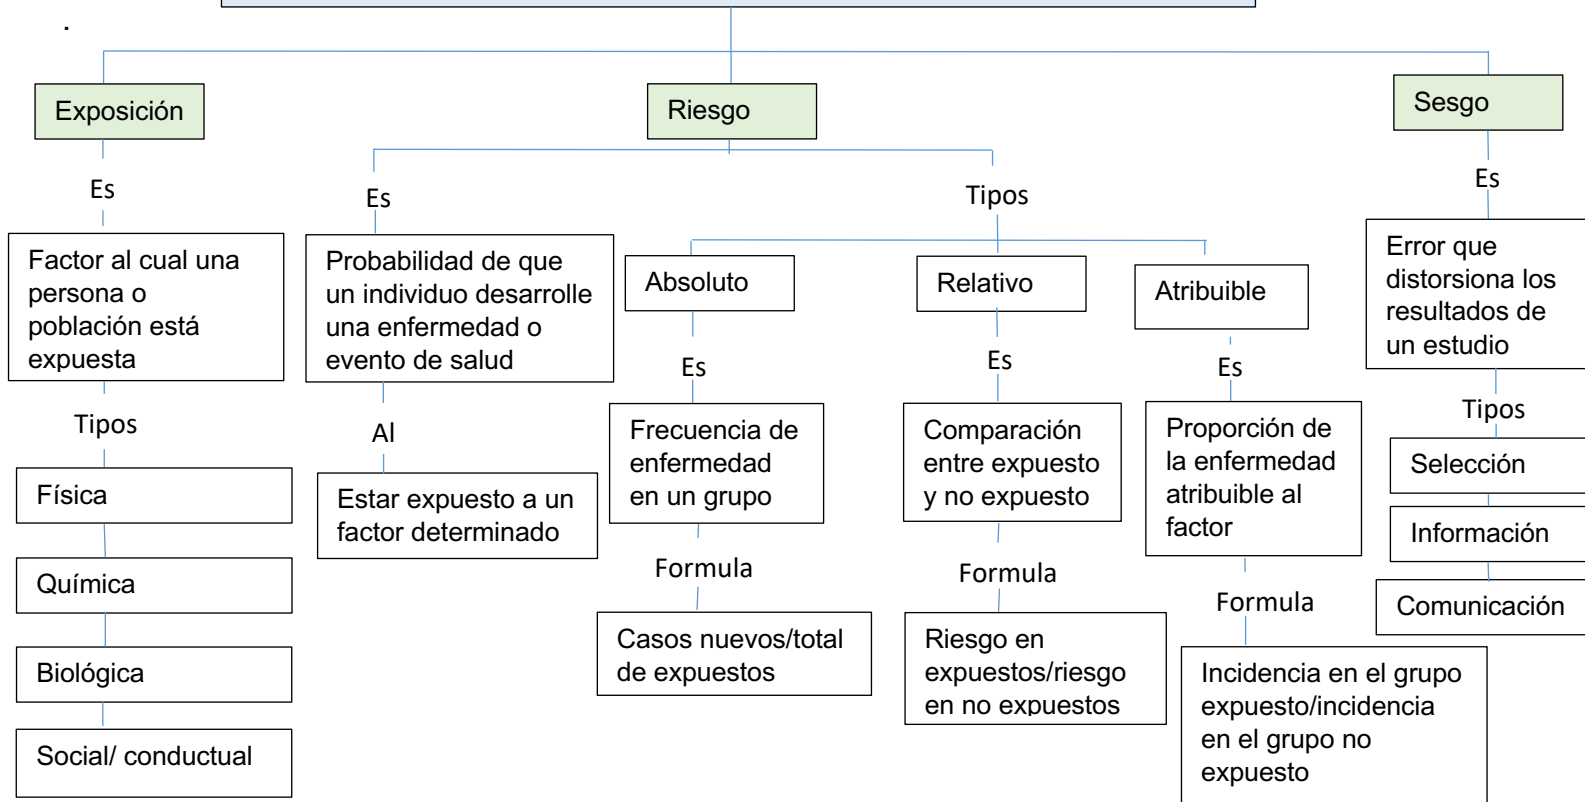 .
Exposición
Es
Factor al cual una
persona o
población está
expuesta
Tipos
Física
Química
Biológica
Social/ conductual
Riesgo
Es
Probabilidad de que
un individuo desarrolle
una enfermedad o
evento de salud
Al
Estar expuesto a un
factor determinado
Tipos
Absoluto
Es
Frecuencia de
enfermedad
en un grupo
Formula
Casos nuevos/total
de expuestos
Relativo
Es
Comparación
entre expuesto
y no expuesto
Formula
Riesgo en
expuestos/riesgo
en no expuestos
Atribuible
Es
Proporción de
la enfermedad
atribuible al
factor
Formula
Incidencia en el grupo
expuesto/incidencia
en el grupo no
expuesto
Sesgo
Es
Error que
distorsiona los
resultados de
un estudio
Tipos
Selección
Información
Comunicación